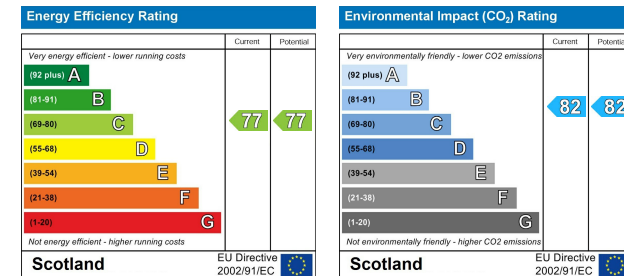 Energy Efficiency Rating
Current Potential
Very energy efficient - lower running costs
(92 plus) A
(81-91) B
(69-80) C
77 77
(55-68) D
(39-54) E
(21-38) F
(1-20) G
Not energy efficient - higher running costs
Scotland
EU Directive
2002/91/EC
Environmental Impact (CO₂) Rating
Current Potential
Very environmentally friendly - lower CO2 emissions
(92 plus) A
(81-91) B
82 82
(69-80) C
(55-68) D
(39-54) E
(21-38) F
(1-20) G
Not environmentally friendly - higher CO2 emissions
Scotland
EU Directive
2002/91/EC